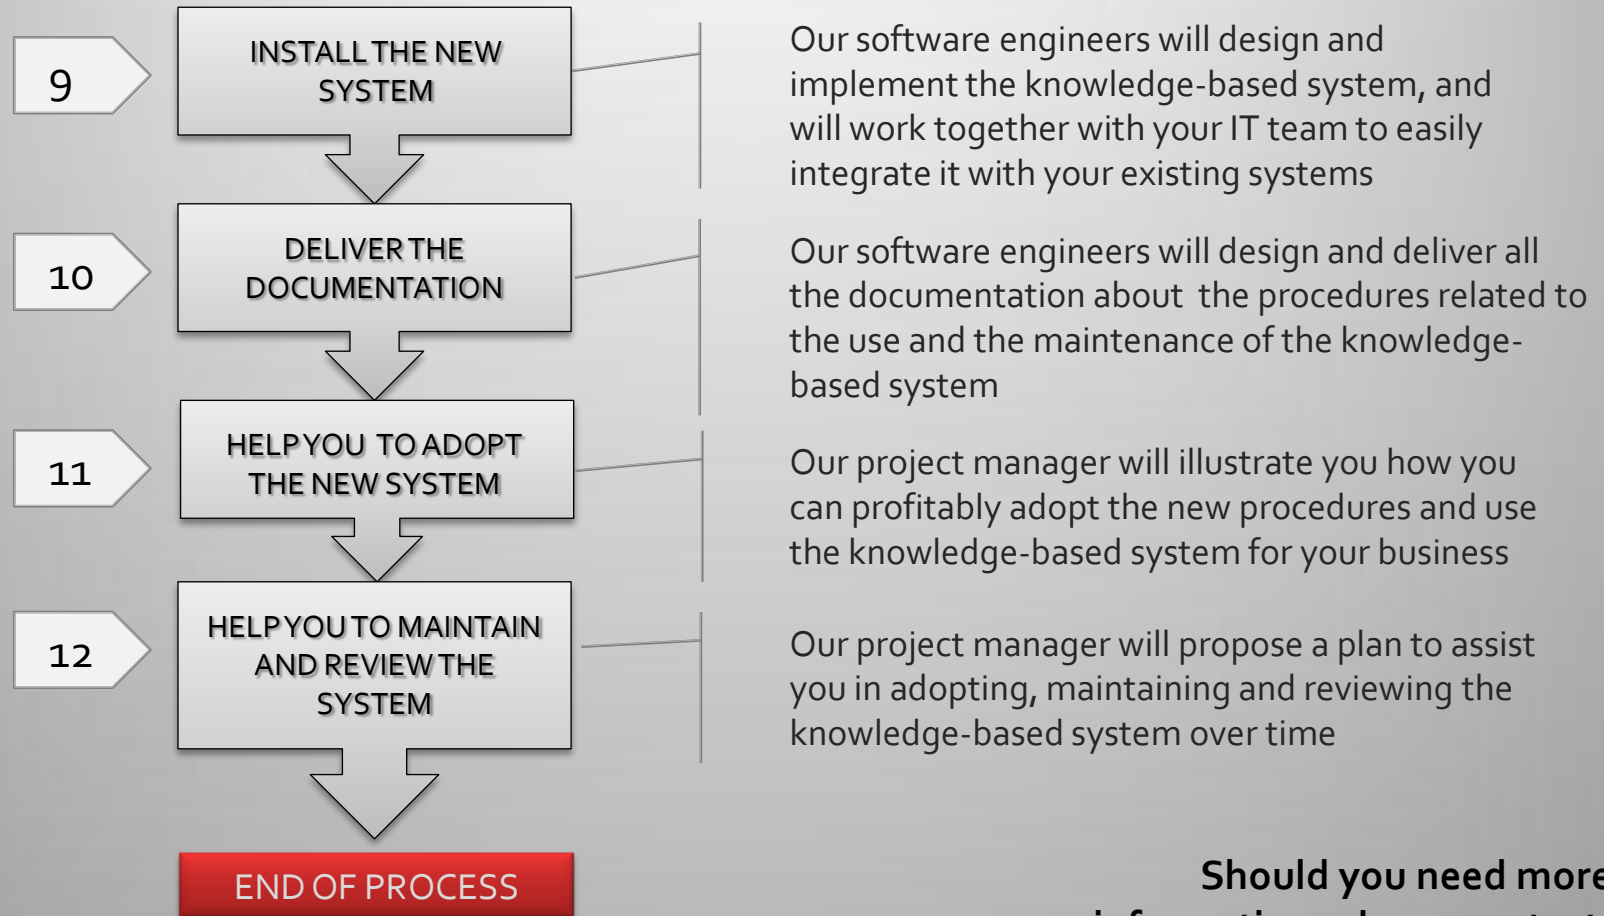 9
INSTALL THE NEW
SYSTEM
Our software engineers will design and
implement the knowledge-based system, and
will work together with your IT team to easily
integrate it with your existing systems
10
DELIVER THE
DOCUMENTATION
Our software engineers will design and deliver all
the documentation about the procedures related to
the use and the maintenance of the knowledge-
based system
11
HELP YOU TO ADOPT
THE NEW SYSTEM
Our project manager will illustrate you how you
can profitably adopt the new procedures and use
the knowledge-based system for your business
12
HELP YOU TO MAINTAIN
AND REVIEW THE
SYSTEM
Our project manager will propose a plan to assist
you in adopting, maintaining and reviewing the
knowledge-based system over time
END OF PROCESS
Should you need more